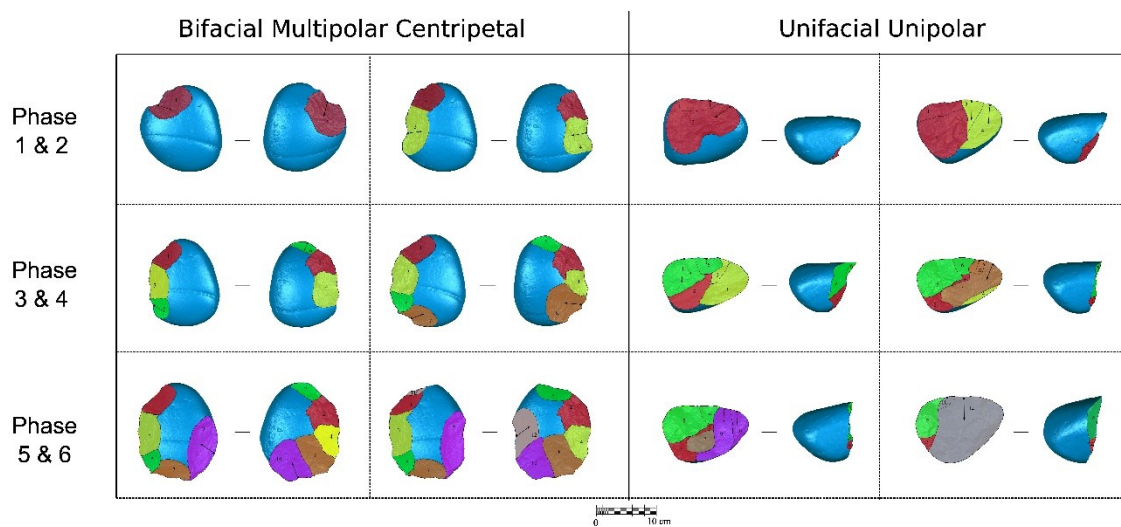 Bifacial Multipolar Centripetal
Unifacial Unipolar
Phase
1 & 2
Phase
3 & 4
Phase
5 & 6
0 10 cm